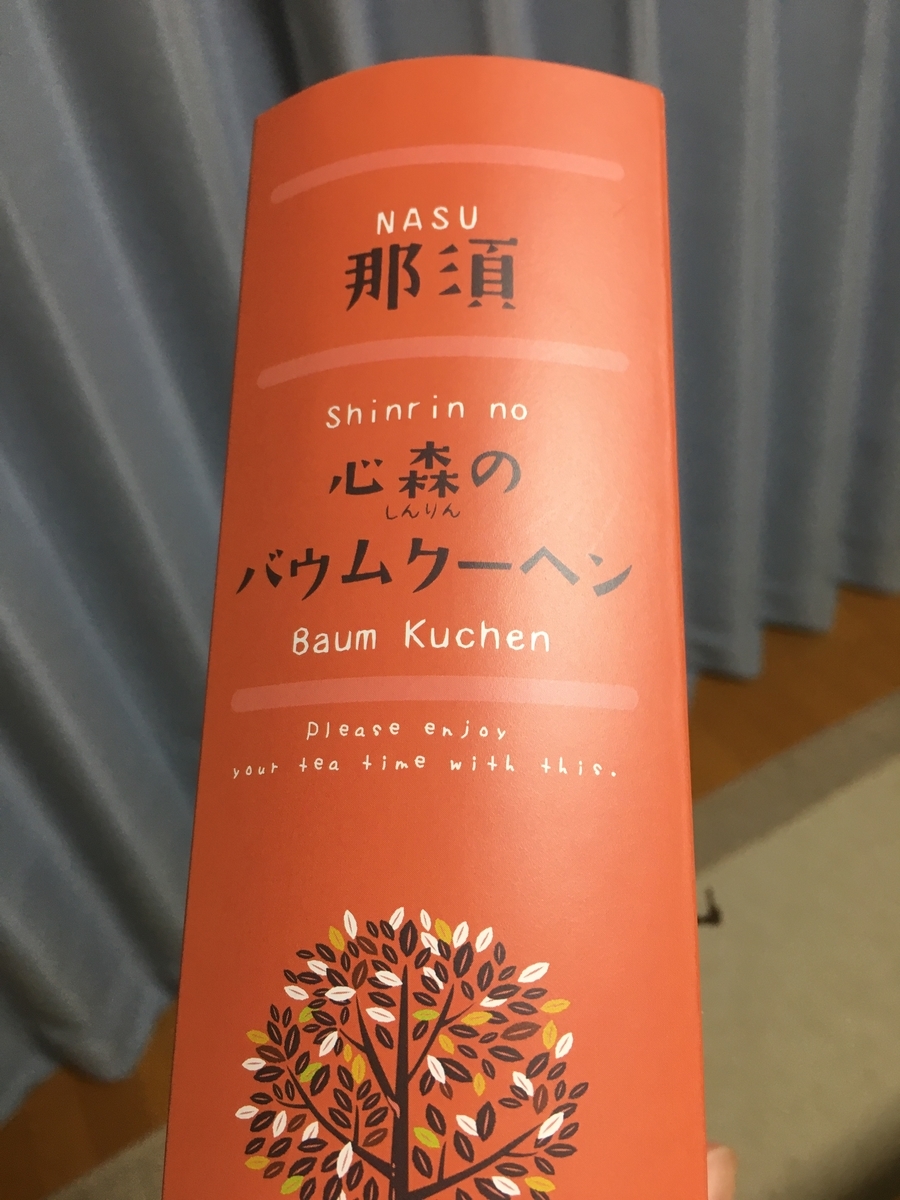 NASU
那須
Shinrin no
心森の
しんりん
バウムクーヘン
Baum Kuchen
Please enjoy
your tea time with this.